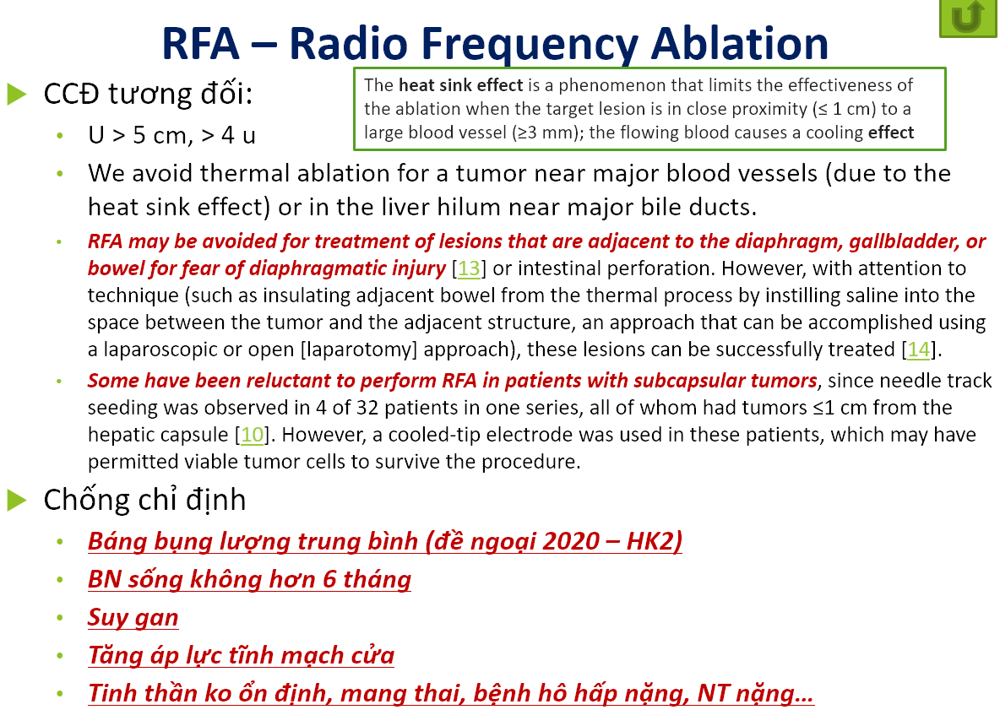 RFA – Radio Frequency Ablation
CCĐ tương đối:
The heat sink effect is a phenomenon that limits the effectiveness of
the ablation when the target lesion is in close proximity (≤ 1 cm) to a
large blood vessel (≥3 mm); the flowing blood causes a cooling effect
U > 5 cm, > 4 u
We avoid thermal ablation for a tumor near major blood vessels (due to the
heat sink effect) or in the liver hilum near major bile ducts.
RFA may be avoided for treatment of lesions that are adjacent to the diaphragm, gallbladder, or
bowel for fear of diaphragmatic injury [13] or intestinal perforation. However, with attention to
technique (such as insulating adjacent bowel from the thermal process by instilling saline into the
space between the tumor and the adjacent structure, an approach that can be accomplished using
a laparoscopic or open [laparotomy] approach), these lesions can be successfully treated [14].
Some have been reluctant to perform RFA in patients with subcapsular tumors, since needle track
seeding was observed in 4 of 32 patients in one series, all of whom had tumors ≤1 cm from the
hepatic capsule [10]. However, a cooled-tip electrode was used in these patients, which may have
permitted viable tumor cells to survive the procedure.
Chống chỉ định
Báng bụng lượng trung bình (đề ngoại 2020 – HK2)
BN sống không hơn 6 tháng
Suy gan
Tăng áp lực tĩnh mạch cửa
Tinh thần ko ổn định, mang thai, bệnh hô hấp nặng, NT nặng…